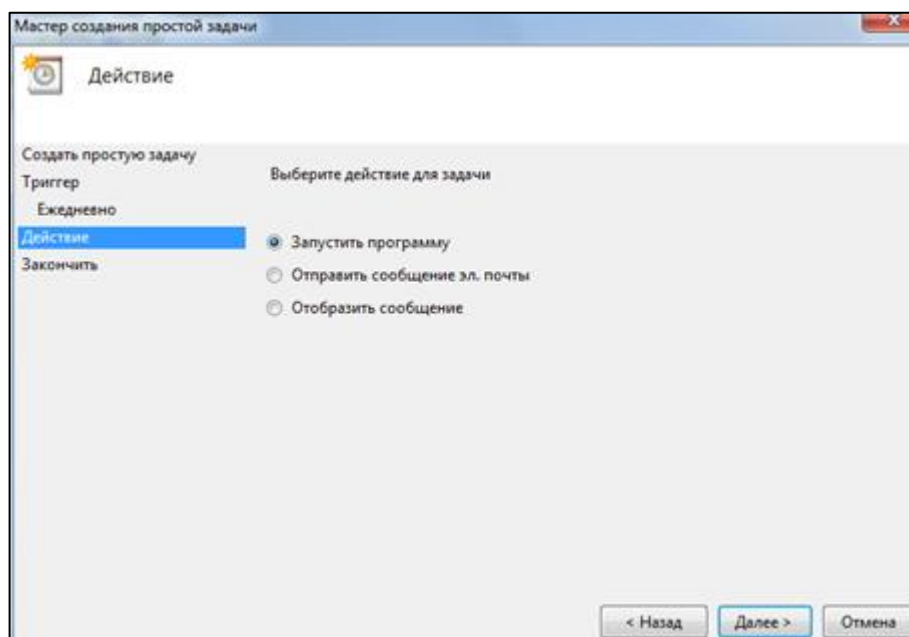 Мастер создания простой задачи
Действие
Создать простую задачу
Триггер
Ежедневно
Действие
Закончить
Выберите действие для задачи
Запустить программу
Отправить сообщение эл. почты
Отобразить сообщение
< Назад
Далее >
Отмена